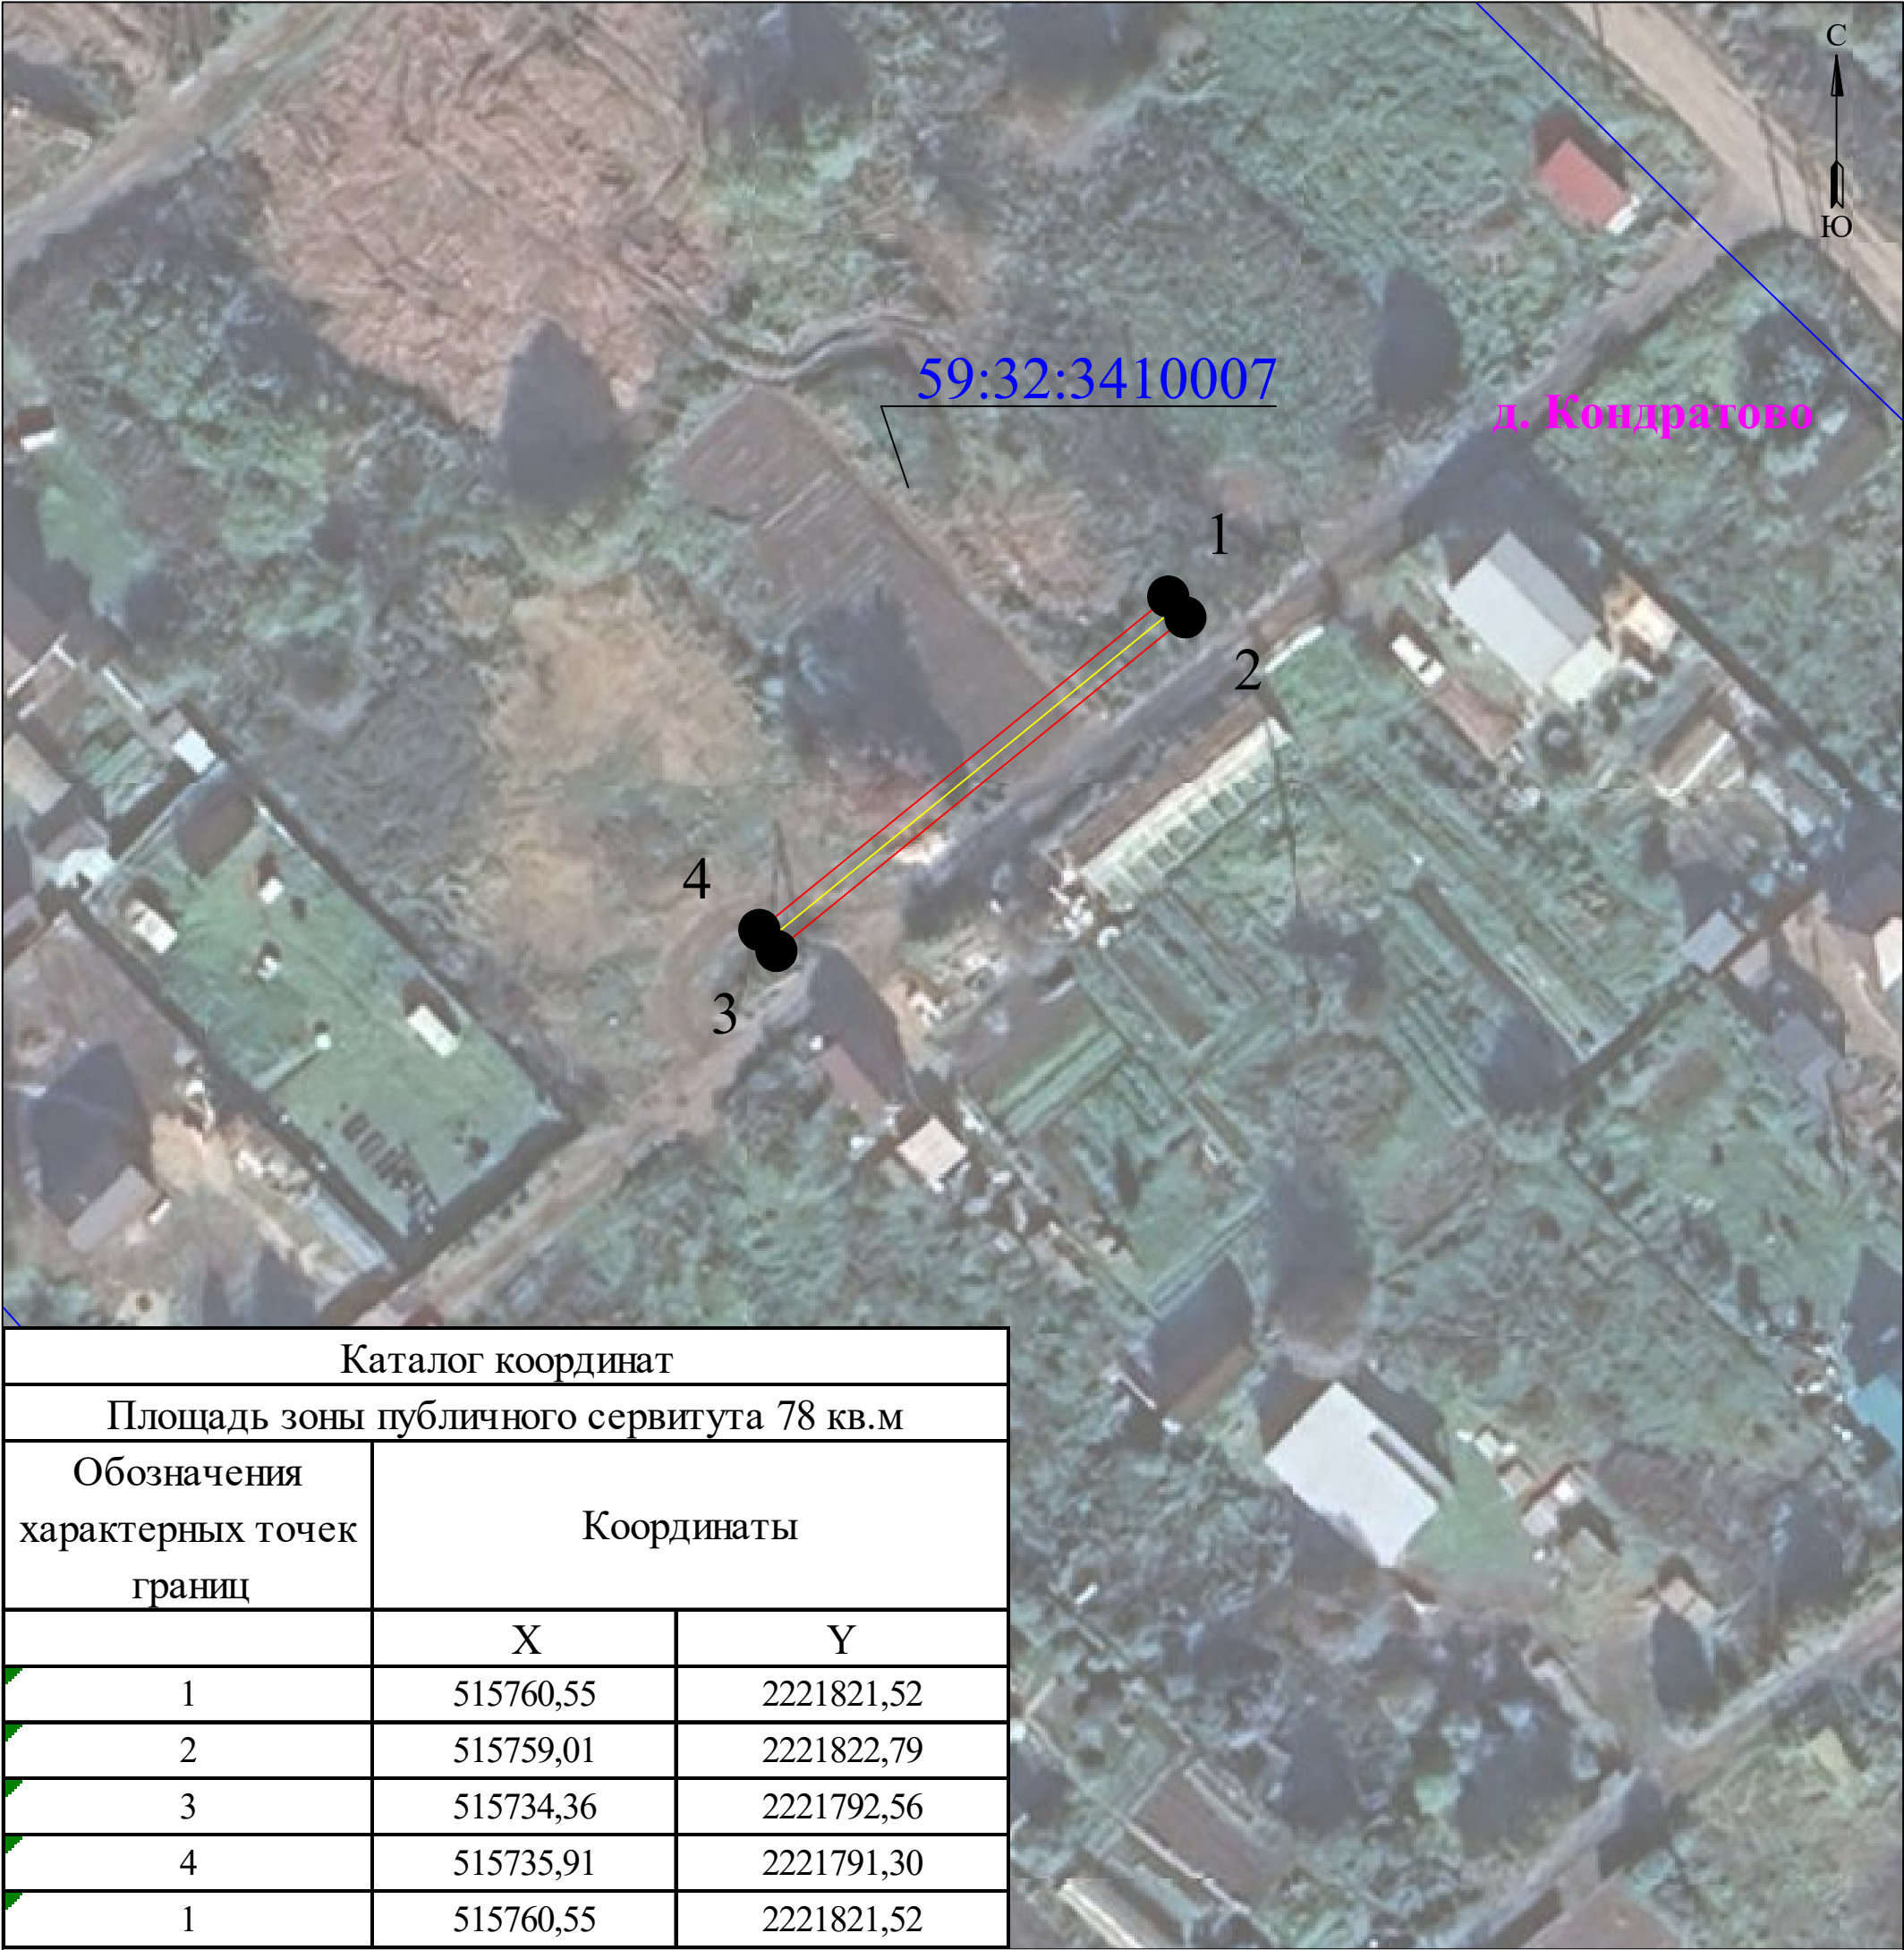 С
Ю
59:32:3410007
д. Кондратово
1
2
4
3
Каталог координат
Площадь зоны публичного сервитута 78 кв.м
Обозначения
характерных точек
границ
Координаты
X Y
1 515760,55 2221821,52
2 515759,01 2221822,79
3 515734,36 2221792,56
4 515735,91 2221791,30
1 515760,55 2221821,52